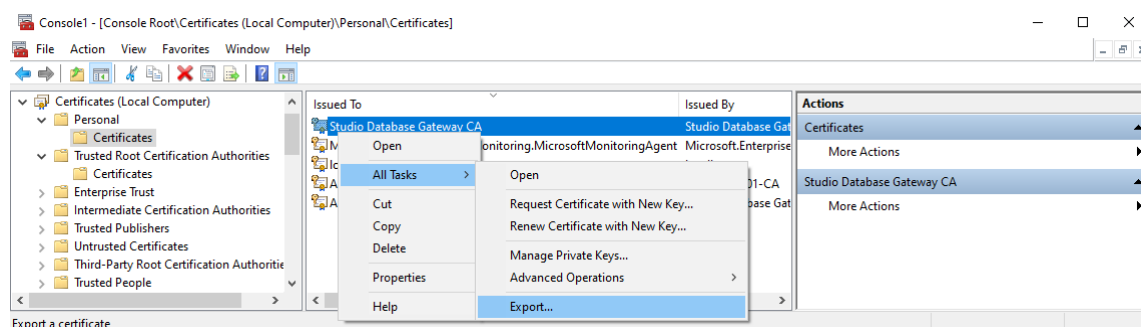 Console1 - [Console Root\Certificates (Local Computer)\Personal\Certificates]
File Action View Favorites Window Help
Certificates (Local Computer)
Personal
Certificates
Trusted Root Certification Authorities
Certificates
Enterprise Trust
Intermediate Certification Authorities
Trusted Publishers
Untrusted Certificates
Third-Party Root Certification Authoritie
Trusted People
Issued To Issued By
Studio Database Gateway CA Studio Database Gat
M onitoring.MicrosoftMonitoringAgent Microsoft.Enterprise
A 01-CA
A base Gat
Open
All Tasks
Cut
Copy
Delete
Properties
Help
Open
Request Certificate with New Key...
Renew Certificate with New Key...
Manage Private Keys...
Advanced Operations
Export...
Actions
Certificates
More Actions
Studio Database Gateway CA
More Actions
Export a certificate